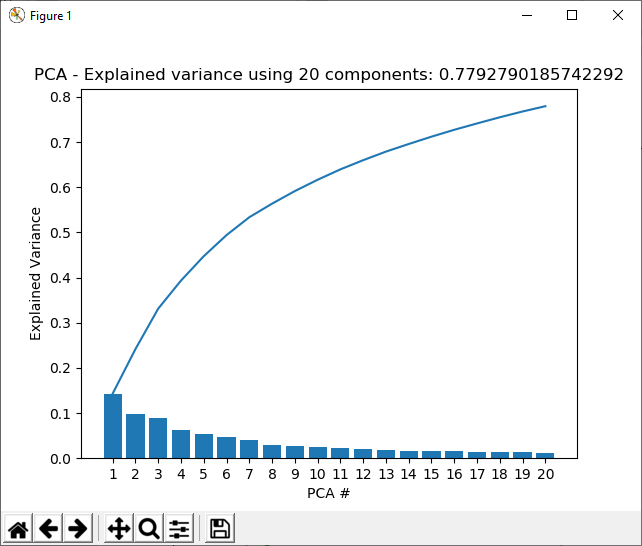 Figure 1
PCA - Explained variance using 20 components: 0.7792790185742292
0.8
0.7
0.6
0.5
0.4
0.3
0.2
0.1
0.0
Explained Variance
1 2 3 4 5 6 7 8 9 10 11 12 13 14 15 16 17 18 19 20
PCA #